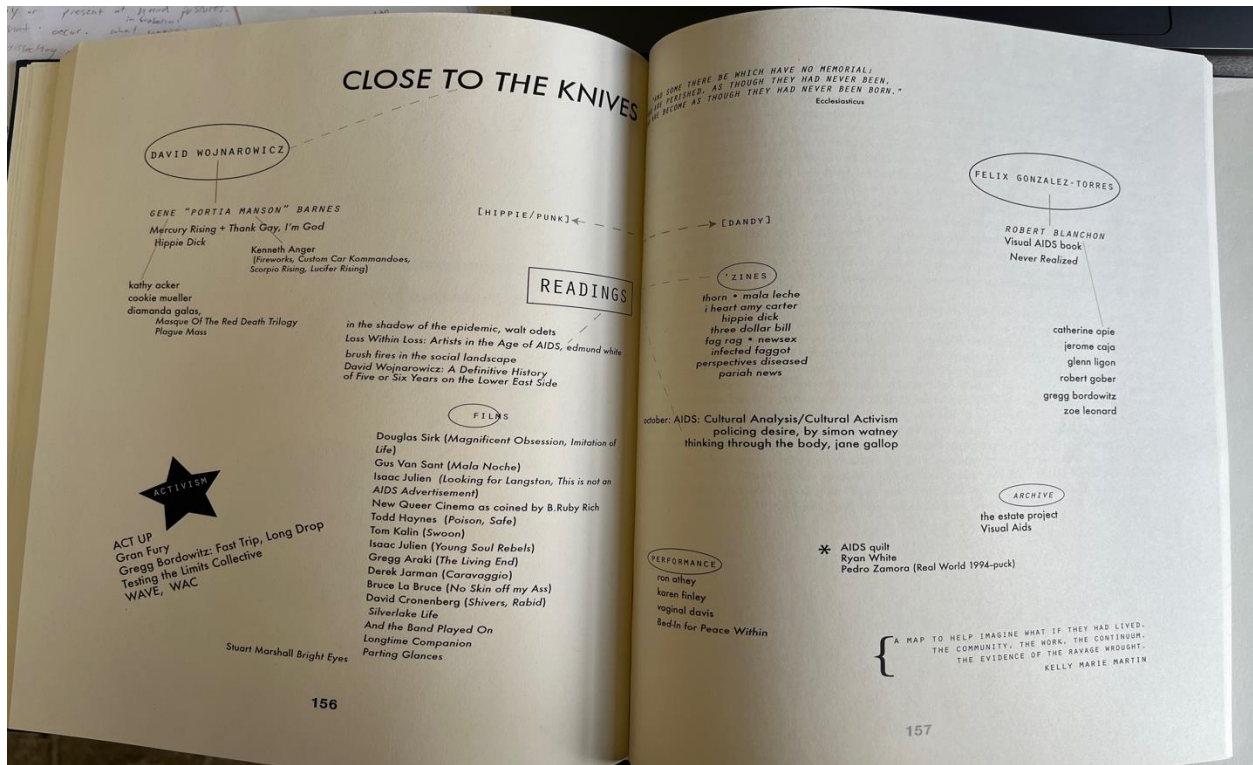 CLOSE TO THE KNIVES
DAVID WOJNAROWICZ
GENE "PORTIA MANSON" BARNES
Mercury Rising + Thank Gay, I'm God
Hippie Dick
Kenneth Anger
(Fireworks, Custom Car Kommandoes,
Scorpio Rising, Lucifer Rising)
kathy acker
cookie mueller
diamanda galas,
Masque Of The Red Death Trilogy
Plague Mass
[HIPPIE/PUNK]
READINGS
in the shadow of the epidemic, walt odets
Loss Within Loss: Artists in the Age of AIDS, edmund white
brush fires in the social landscape
David Wojnarowicz: A Definitive History
of Five or Six Years on the Lower East Side
FILMS
Douglas Sirk (Magnificent Obsession, Imitation of
Life)
Gus Van Sant (Mala Noche)
Isaac Julien (Looking for Langston, This is not an
AIDS Advertisement)
New Queer Cinema as coined by B.Ruby Rich
Todd Haynes (Poison, Safe)
Tom Kalin (Swoon)
Isaac Julien (Young Soul Rebels)
Gregg Araki (The Living End)
Derek Jarman (Caravaggio)
Bruce La Bruce (No Skin off my Ass)
David Cronenberg (Shivers, Rabid)
Silverlake Life
And the Band Played On
Longtime Companion
Parting Glances
ACTIVISM
ACT UP
Gran Fury
Gregg Bordowitz: Fast Trip, Long Drop
Testing the Limits Collective
WAVE, WAC
Stuart Marshall Bright Eyes
156
"AND SOME THERE BE WHICH HAVE NO MEMORIAL;
ARE PERISHED, AS THOUGH THEY HAD NEVER BEEN,
ARE BECOME AS THOUGH THEY HAD NEVER BEEN BORN."
Ecclesiasticus
FELIX GONZALEZ-TORRES
ROBERT BLANCHON
Visual AIDS book
Never Realized
[DANDY]
'ZINES
thorn • mala leche
i heart amy carter
hippie dick
three dollar bill
fag rag • newsex
infected faggot
perspectives diseased
pariah news
catherine opie
jerome caja
glenn ligon
robert gober
gregg bordowitz
zoe leonard
october: AIDS: Cultural Analysis/Cultural Activism
policing desire, by simon watney
thinking through the body, jane gallop
ARCHIVE
the estate project
Visual Aids
* AIDS quilt
Ryan White
Pedro Zamora (Real World 1994-puck)
PERFORMANCE
ron athey
karen finley
vaginal davis
Bed-In for Peace Within
{ A MAP TO HELP IMAGINE WHAT IF THEY HAD LIVED.
THE COMMUNITY, THE WORK, THE CONTINUUM.
THE EVIDENCE OF THE RAVAGE WROUGHT.
KELLY MARIE MARTIN
157